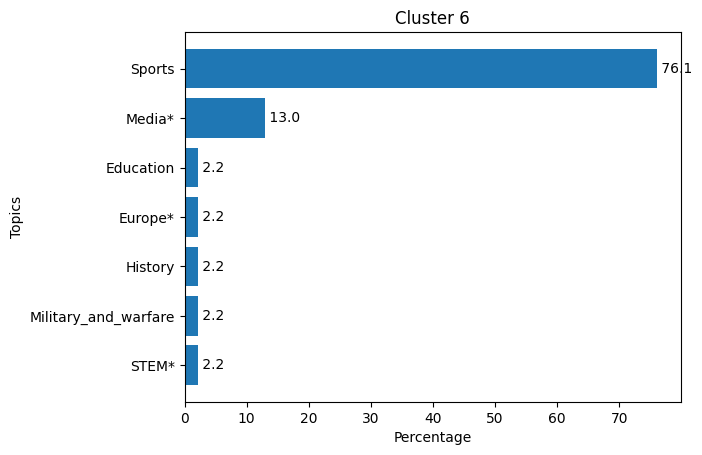 Cluster 6
Topics
Sports 76.1
Media* 13.0
Education 2.2
Europe* 2.2
History 2.2
Military_and_warfare 2.2
STEM* 2.2
0 10 20 30 40 50 60 70
Percentage